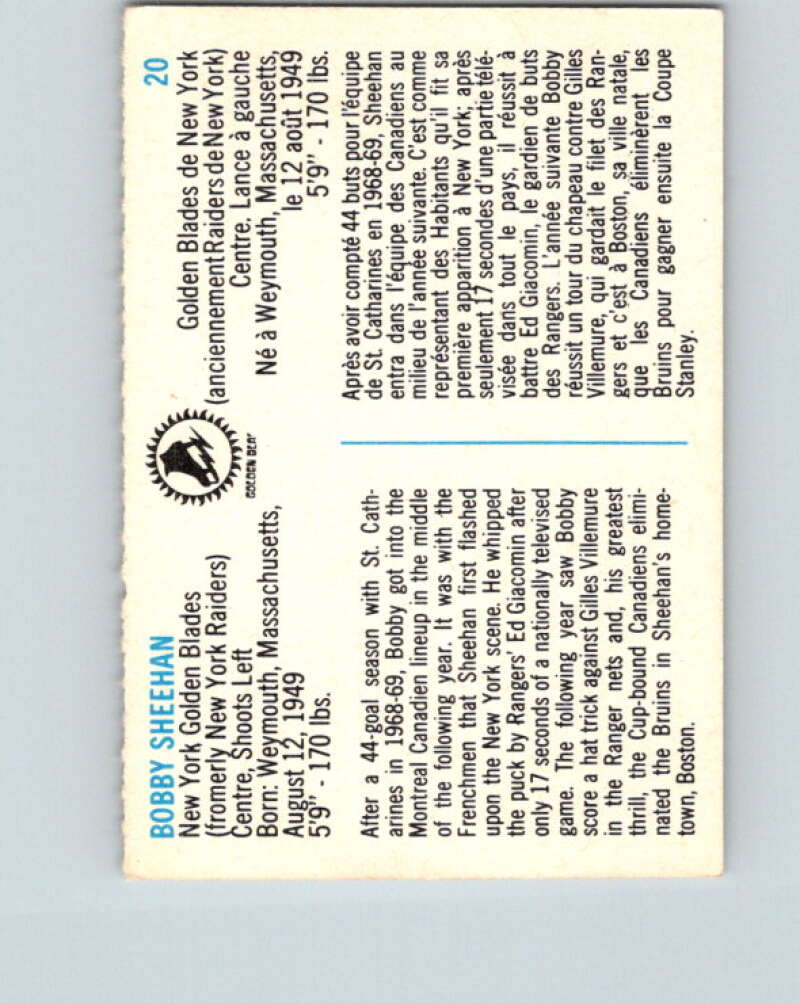 BOBBY SHEEHAN
New York Golden Blades
(fromerly New York Raiders)
Centre, Shoots Left
Born: Weymouth, Massachusetts,
August 12, 1949
5'9" - 170 lbs.
GOLDEN BLADES
20
Golden Blades de New York
(anciennement Raiders de New York)
Centre. Lance à gauche
Né à Weymouth, Massachusetts,
le 12 août 1949
5'9" - 170 lbs.
After a 44-goal season with St. Cath-
arines in 1968-69, Bobby got into the
Montreal Canadien lineup in the middle
of the following year. It was with the
Frenchmen that Sheehan first flashed
upon the New York scene. He whipped
the puck by Rangers' Ed Giacomin after
only 17 seconds of a nationally televised
game. The following year saw Bobby
score a hat trick against Gilles Villemure
in the Ranger nets and, his greatest
thrill, the Cup-bound Canadiens elimi-
nated the Bruins in Sheehan's home-
town, Boston.
Après avoir compté 44 buts pour l'équipe
de St. Catharines en 1968-69, Sheehan
entra dans l'équipe des Canadiens au
milieu de l'année suivante. C'est comme
représentant des Habitants qu'il fit sa
première apparition à New York; après
seulement 17 secondes d'une partie télé-
visée dans tout le pays, il réussit à
battre Ed Giacomin, le gardien de buts
des Rangers. L'année suivante Bobby
réussit un tour du chapeau contre Gilles
Villemure, qui gardait le filet des Ran-
gers et c'est à Boston, sa ville natale,
que les Canadiens éliminèrent les
Bruins pour gagner ensuite la Coupe
Stanley.